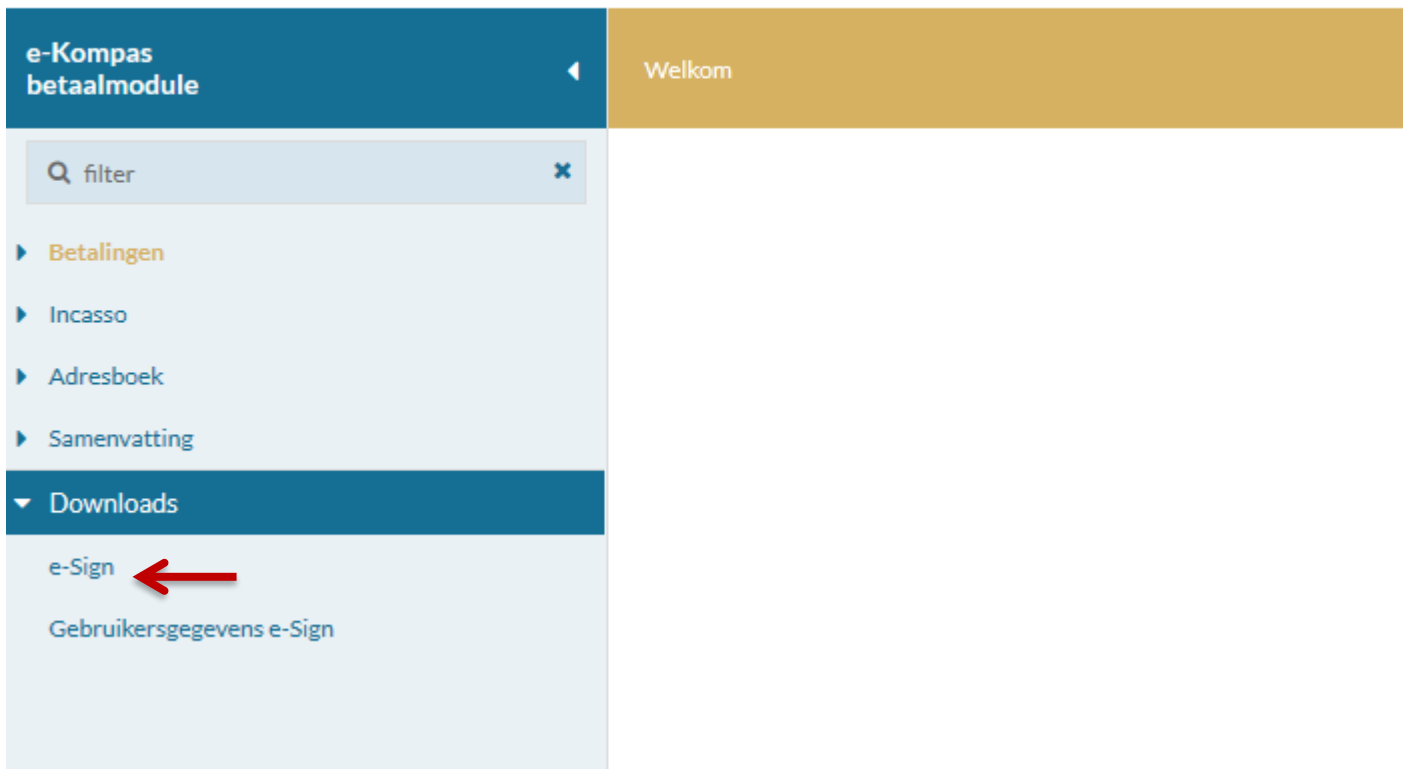 e-Kompas
betaalmodule
Welkom
filter
Betalingen
Incasso
Adresboek
Samenvatting
Downloads
e-Sign
Gebruikersgegevens e-Sign